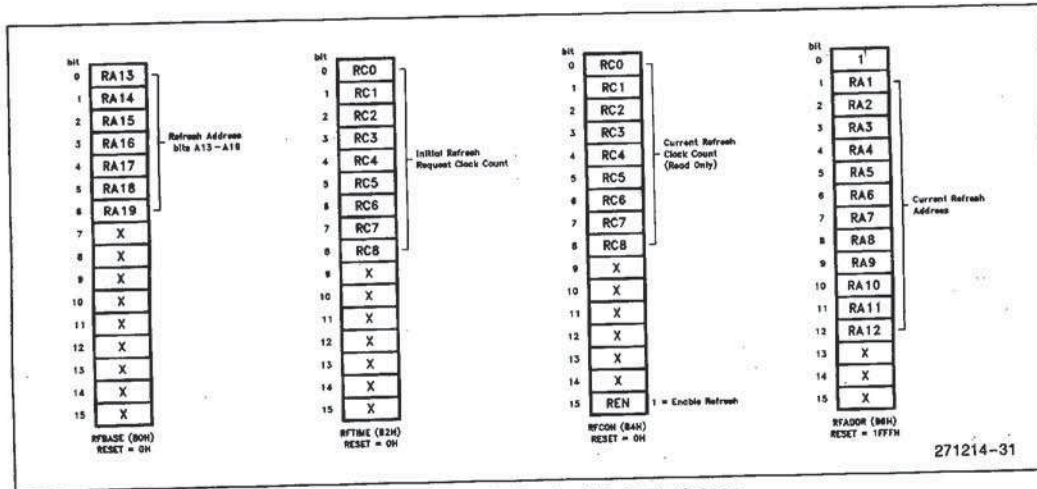 bit
0 RA13
1 RA14
2 RA15
3 RA16
4 RA17
5 RA18
6 RA19
7 X
8 X
9 X
10 X
11 X
12 X
13 X
14 X
15 X
Refresh Address
bits A13-A19
RFBASE (B0H)
RESET = 0H
bit
0 RC0
1 RC1
2 RC2
3 RC3
4 RC4
5 RC5
6 RC6
7 RC7
8 RC8
9 X
10 X
11 X
12 X
13 X
14 X
15 X
Initial Refresh
Request Clock Count
RFTIME (B2H)
RESET = 0H
bit
0 RC0
1 RC1
2 RC2
3 RC3
4 RC4
5 RC5
6 RC6
7 RC7
8 RC8
9 X
10 X
11 X
12 X
13 X
14 X
15 REN 1 = Enable Refresh
Current Refresh
Clock Count
(Read Only)
RFCON (B4H)
RESET = 0H
bit
0 1
1 RA1
2 RA2
3 RA3
4 RA4
5 RA5
6 RA6
7 RA7
8 RA8
9 RA9
10 RA10
11 RA11
12 RA12
13 X
14 X
15 X
Current Refresh
Address
RFADDR (B6H)
RESET = 1FFFH
271214-31